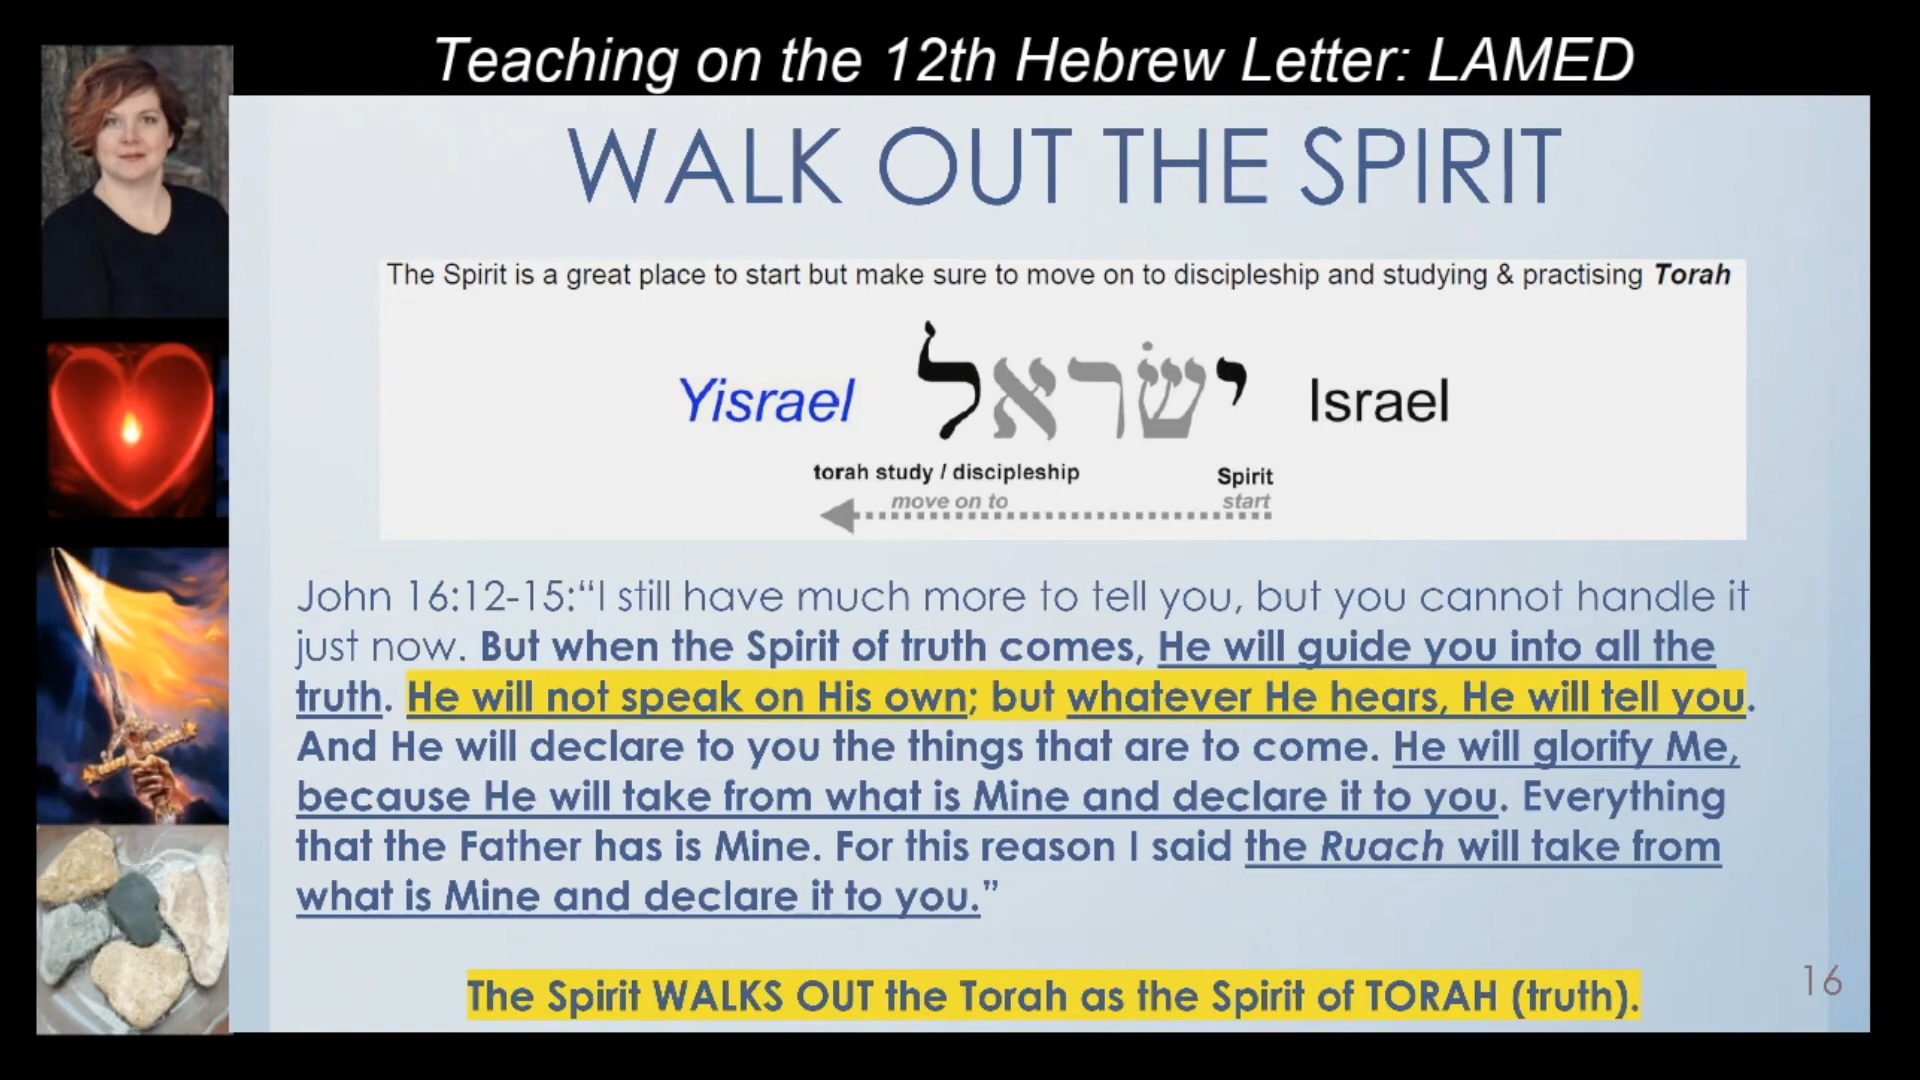 Teaching on the 12th Hebrew Letter: LAMED
WALK OUT THE SPIRIT
The Spirit is a great place to start but make sure to move on to discipleship and studying & practising Torah
Yisrael ישׂראל Israel
torah study / discipleship Spirit
move on to start
John 16:12-15:“I still have much more to tell you, but you cannot handle it
just now. But when the Spirit of truth comes, He will guide you into all the
truth. He will not speak on His own; but whatever He hears, He will tell you.
And He will declare to you the things that are to come. He will glorify Me,
because He will take from what is Mine and declare it to you. Everything
that the Father has is Mine. For this reason I said the Ruach will take from
what is Mine and declare it to you.”
The Spirit WALKS OUT the Torah as the Spirit of TORAH (truth).
16